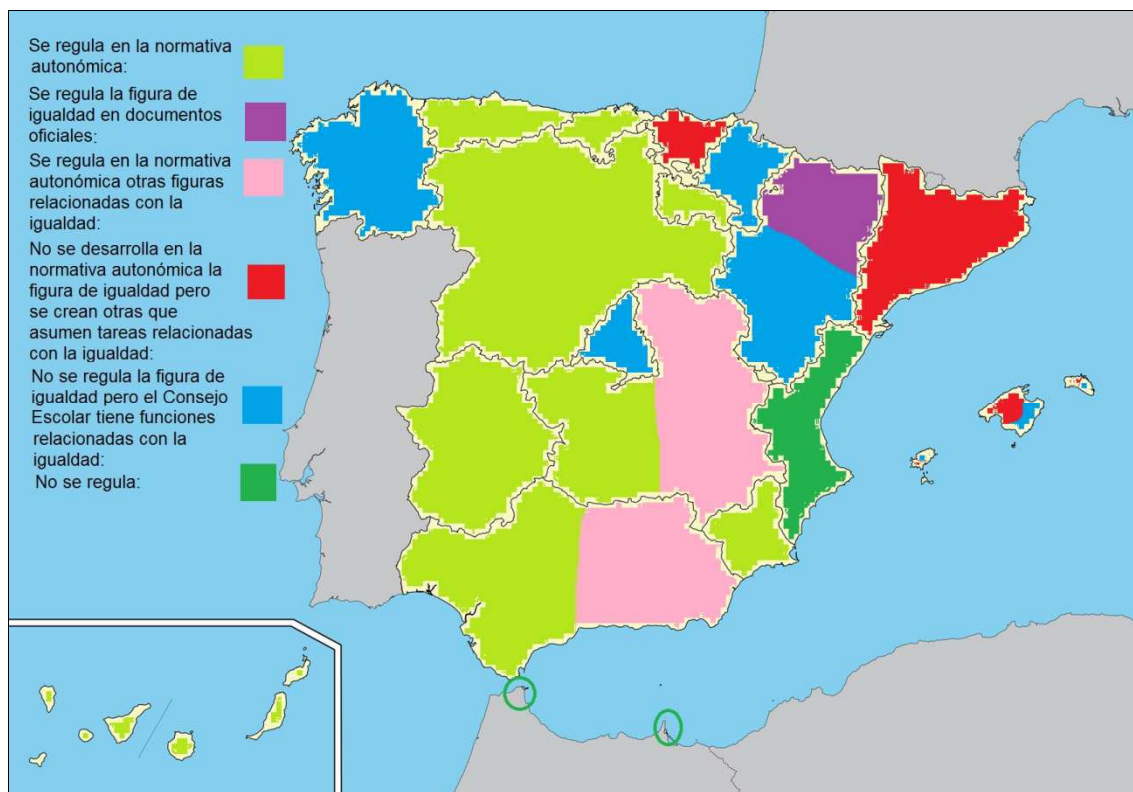 Se regula en la normativa
autonómica:
Se regula la figura de
igualdad en documentos
oficiales:
Se regula en la normativa
autonómica otras figuras
relacionadas con la
igualdad:
No se desarrolla en la
normativa autonómica la
figura de igualdad pero
se crean otras que
asumen tareas relacionadas
con la igualdad:
No se regula la figura de
igualdad pero el Consejo
Escolar tiene funciones
relacionadas con la
igualdad:
No se regula: